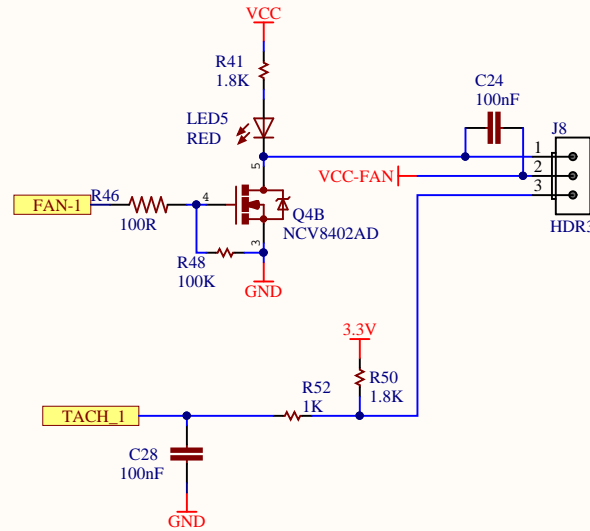 VCC
R41
1.8K
C24
100nF
LED5
RED
J8
1
2
3
5
VCC-FAN
FAN-1
R46
4
100R
Q4B
NCV8402AD
3
HDR3
R48
100K
GND
3.3V
R50
1.8K
R52
1K
TACH_1
C28
100nF
GND